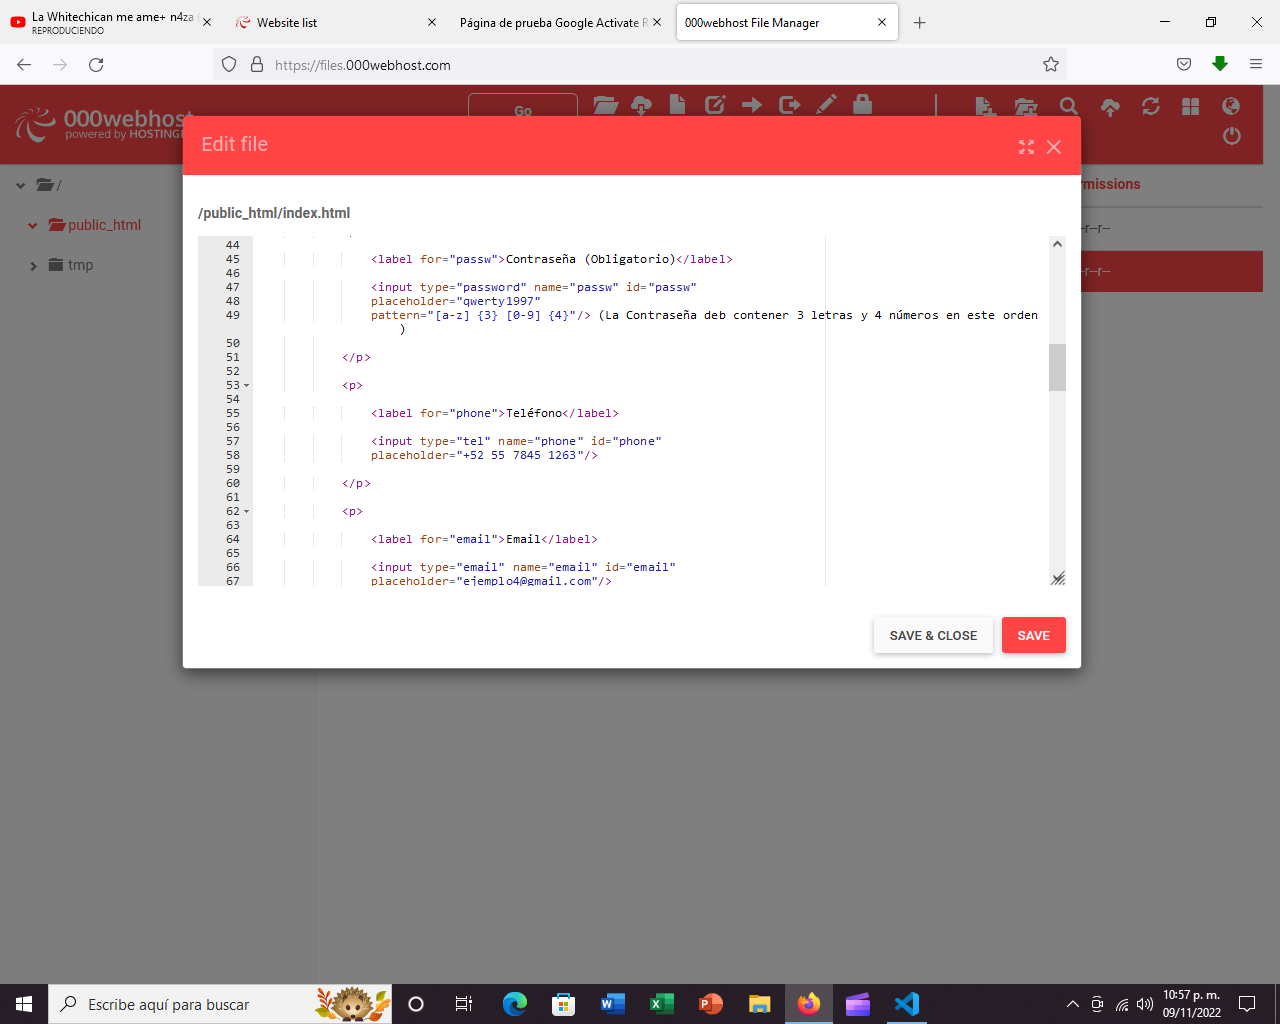 La Whitechican me ame+ n4za
REPRODUCIENDO
Website list
Página de prueba Google Activate
000webhost File Manager
https://files.000webhost.com
000webhost
powered by HOSTING
Go
Edit file
/
public_html
tmp
rmissions
-r--r--
-r--r--
/public_html/index.html
44
45 <label for="passw">Contraseña (Obligatorio)</label>
46
47 <input type="password" name="passw" id="passw"
48 placeholder="qwerty1997"
49 pattern="[a-z] {3} [0-9] {4}"/> (La Contraseña deb contener 3 letras y 4 números en este orden
)
50
51 </p>
52
53 <p>
54
55 <label for="phone">Teléfono</label>
56
57 <input type="tel" name="phone" id="phone"
58 placeholder="+52 55 7845 1263"/>
59
60 </p>
61
62 <p>
63
64 <label for="email">Email</label>
65
66 <input type="email" name="email" id="email"
67 placeholder="ejemplo4@gmail.com"/>
SAVE & CLOSE
SAVE
Escribe aquí para buscar
10:57 p. m.
09/11/2022